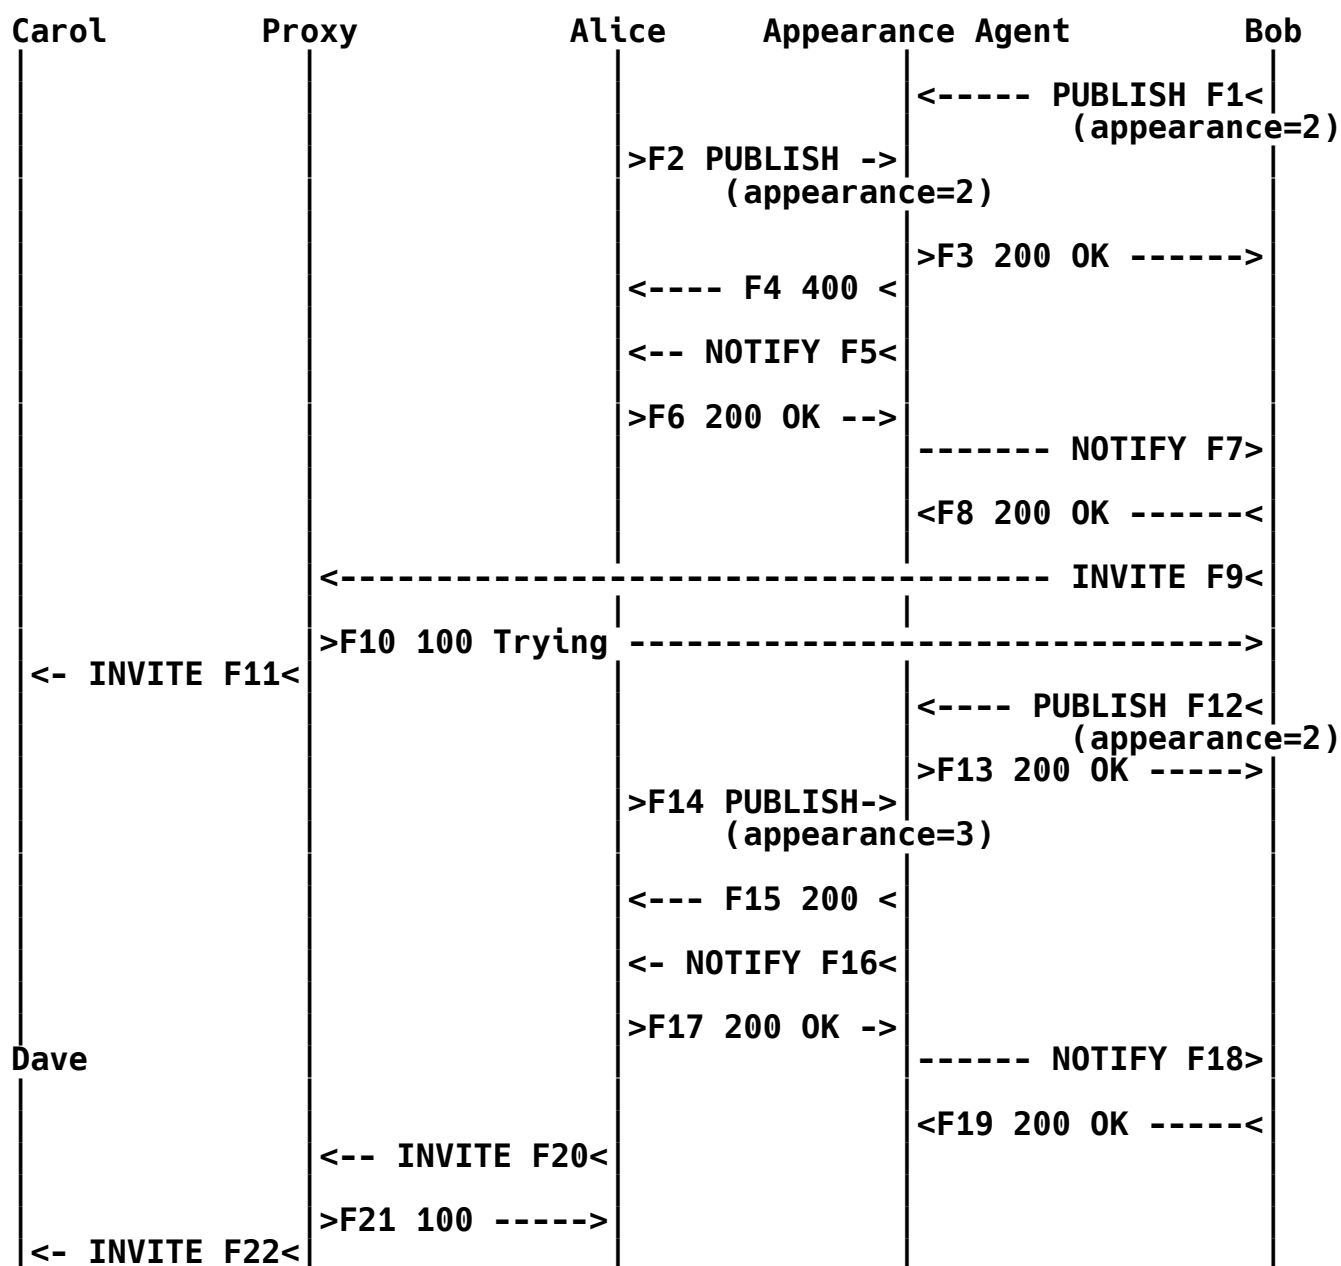 Carol Proxy Alice Appearance Agent Bob
<----- PUBLISH F1<
(appearance=2)
>F2 PUBLISH ->
(appearance=2)
>F3 200 OK ------>
<---- F4 400 <
<-- NOTIFY F5<
>F6 200 OK -->
------- NOTIFY F7>
<F8 200 OK ------<
<------------------------------------- INVITE F9<
>F10 100 Trying --------------------------------->
<- INVITE F11<
<---- PUBLISH F12<
(appearance=2)
>F13 200 OK ----->
>F14 PUBLISH->
(appearance=3)
<--- F15 200 <
<- NOTIFY F16<
>F17 200 OK ->
Dave ------ NOTIFY F18>
<F19 200 OK -----<
<-- INVITE F20<
>F21 100 ----->
<- INVITE F22<